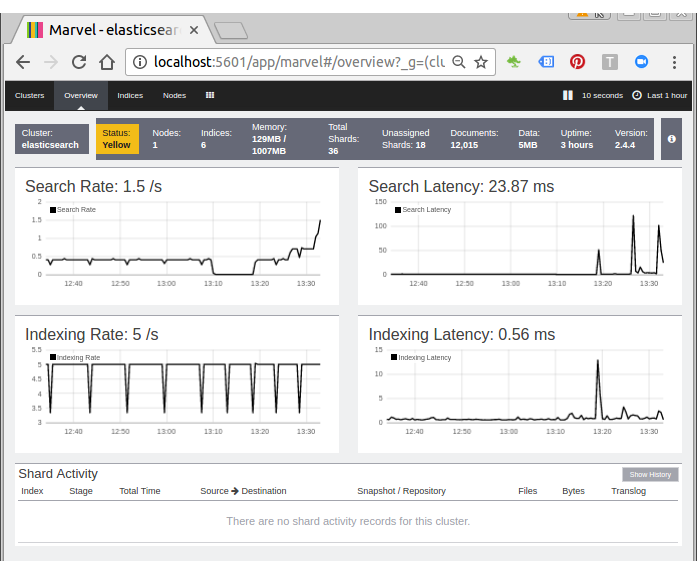 Marvel - elasticsear
localhost:5601/app/marvel#/overview?_g=(clu
Clusters Overview Indices Nodes 10 seconds Last 1 hour
Cluster: elasticsearch
Status: Yellow
Nodes: 1
Indices: 6
Memory: 129MB / 1007MB
Total Shards: 36
Unassigned Shards: 18
Documents: 12,015
Data: 5MB
Uptime: 3 hours
Version: 2.4.4
Search Rate: 1.5 /s
2
1.5
1
0.5
0
Search Rate
12:40 12:50 13:00 13:10 13:20 13:30
Search Latency: 23.87 ms
150
100
50
0
Search Latency
12:40 12:50 13:00 13:10 13:20 13:30
Indexing Rate: 5 /s
5.5
5
4.5
4
3.5
3
Indexing Rate
12:40 12:50 13:00 13:10 13:20 13:30
Indexing Latency: 0.56 ms
15
10
5
0
Indexing Latency
12:40 12:50 13:00 13:10 13:20 13:30
Shard Activity
Show History
Index Stage Total Time Source → Destination Snapshot / Repository Files Bytes Translog
There are no shard activity records for this cluster.